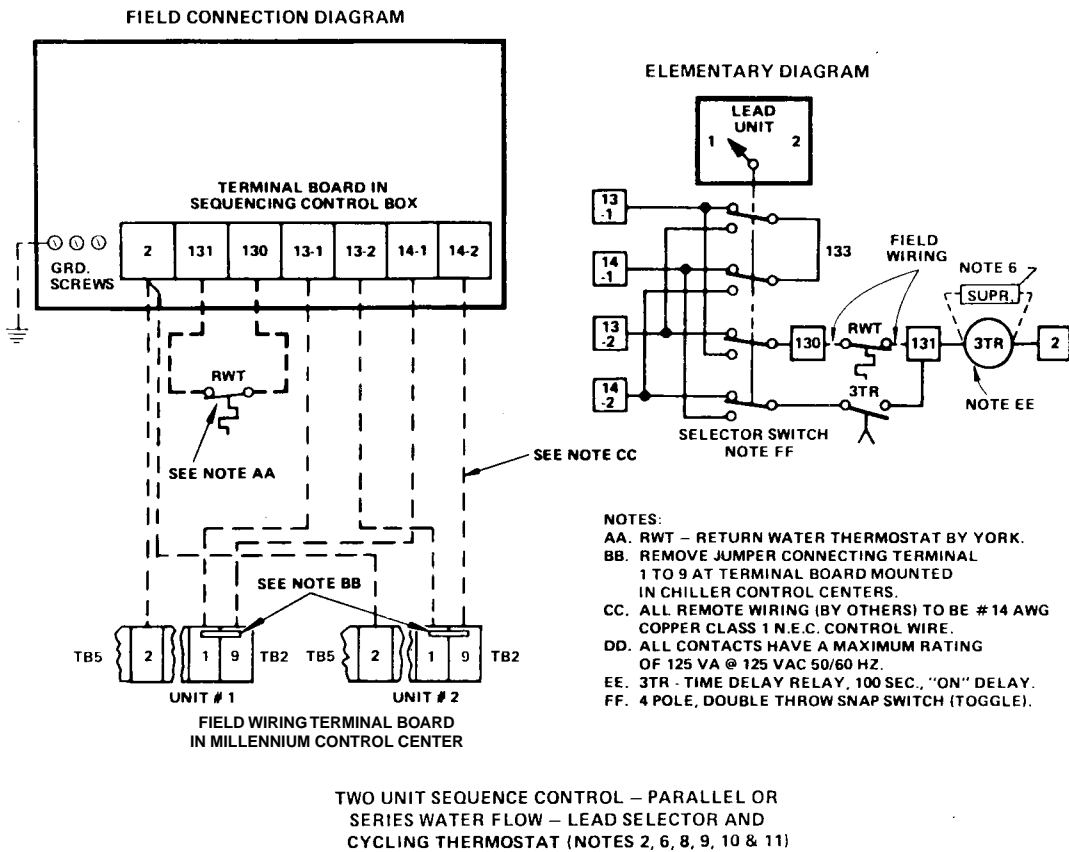 FIELD CONNECTION DIAGRAM
TERMINAL BOARD IN
SEQUENCING CONTROL BOX
2 131 130 13-1 13-2 14-1 14-2
GRD.
SCREWS
RWT
SEE NOTE AA
SEE NOTE CC
SEE NOTE BB
TB5 2 1 9 TB2 TB5 2 1 9 TB2
UNIT # 1 UNIT # 2
FIELD WIRING TERMINAL BOARD
IN MILLENNIUM CONTROL CENTER
ELEMENTARY DIAGRAM
LEAD
UNIT
1 2
13
-1
14
-1
133
FIELD
WIRING
NOTE 6
SUPR.
13
-2
130 RWT 131 3TR 2
14
-2
3TR
NOTE EE
SELECTOR SWITCH
NOTE FF
NOTES:
AA. RWT – RETURN WATER THERMOSTAT BY YORK.
BB. REMOVE JUMPER CONNECTING TERMINAL
1 TO 9 AT TERMINAL BOARD MOUNTED
IN CHILLER CONTROL CENTERS.
CC. ALL REMOTE WIRING (BY OTHERS) TO BE #14 AWG
COPPER CLASS 1 N.E.C. CONTROL WIRE.
DD. ALL CONTACTS HAVE A MAXIMUM RATING
OF 125 VA @ 125 VAC 50/60 HZ.
EE. 3TR - TIME DELAY RELAY, 100 SEC., "ON" DELAY.
FF. 4 POLE, DOUBLE THROW SNAP SWITCH (TOGGLE).
TWO UNIT SEQUENCE CONTROL – PARALLEL OR
SERIES WATER FLOW – LEAD SELECTOR AND
CYCLING THERMOSTAT (NOTES 2, 6, 8, 9, 10 & 11)